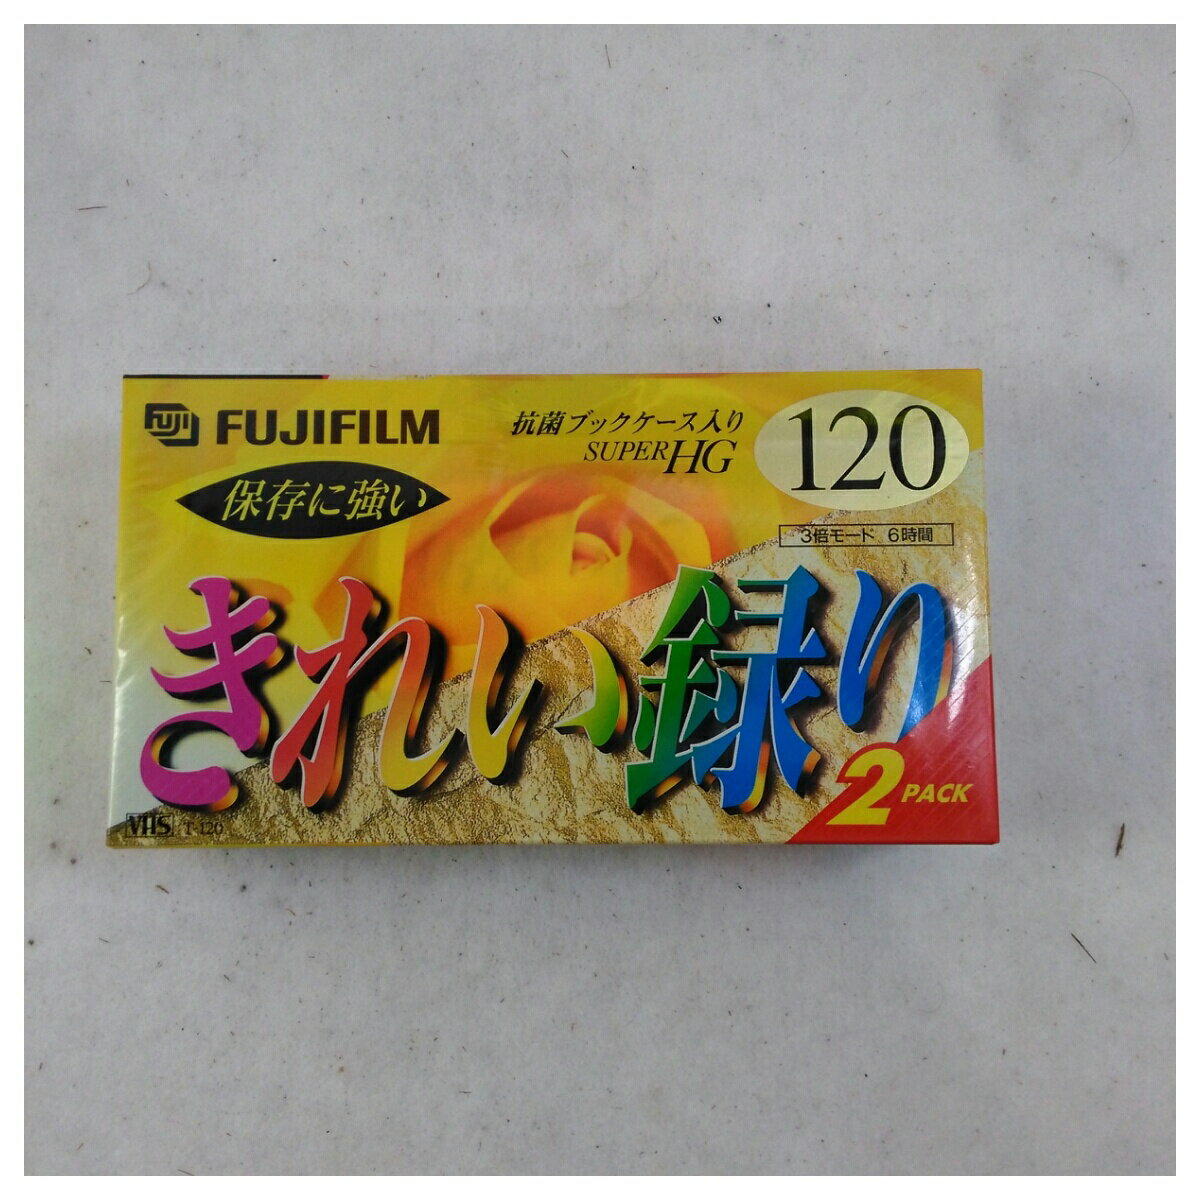 FUJI FUJIFILM
抗菌ブックケース入り
SUPER HG
120
保存に強い
3倍モード 6時間
きれい録り
2 PACK
VHS T-120